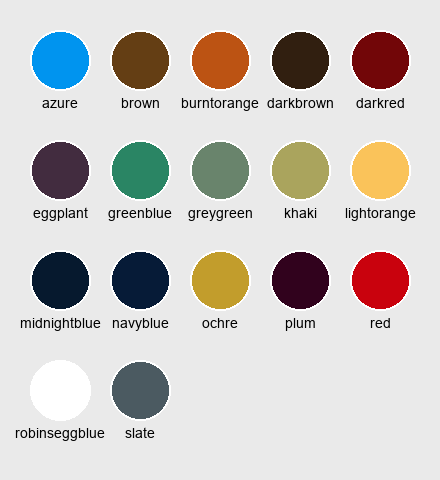 azure brown burntorange darkbrown darkred
eggplant greenblue greygreen khaki lightorange
midnightblue navyblue ochre plum red
robinseggblue slate